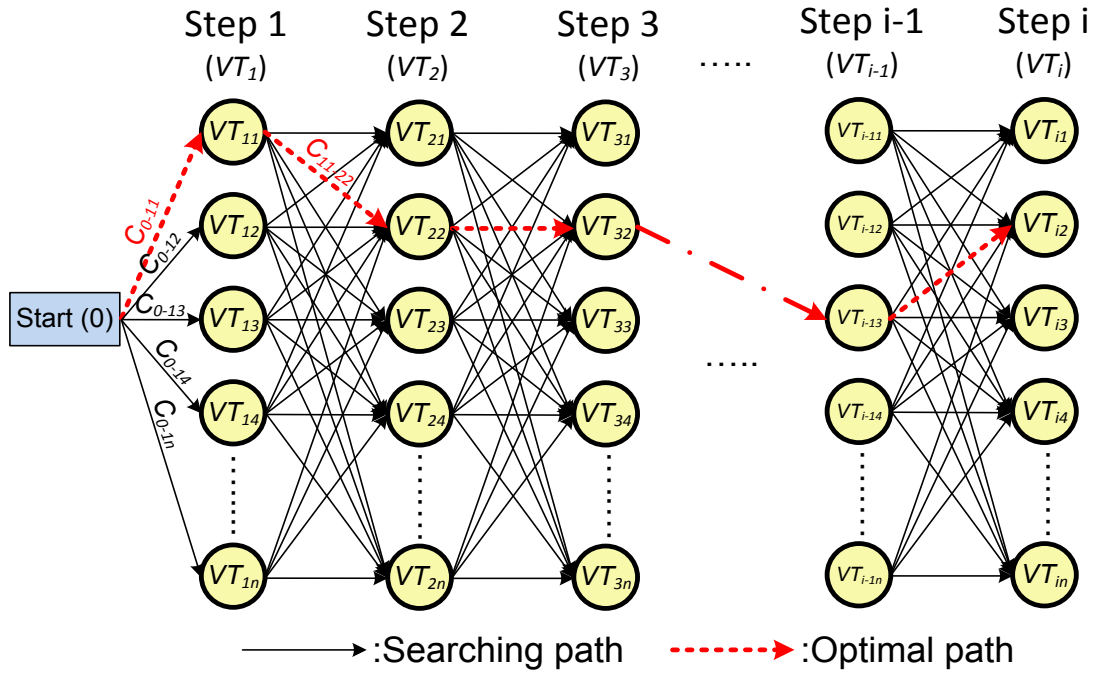 Step 1 Step 2 Step 3 Step i-1 Step i
(VT1) (VT2) (VT3) ..... (VTi-1) (VTi)
VT11 VT21 VT31 VTi-11 VTi1
C0-11 C11-22
VT12 VT22 VT32 VTi-12 VTi2
C0-12
Start (0) C0-13 VT13 VT23 VT33 VTi-13 VTi3
C0-14 .....
VT14 VT24 VT34 VTi-14 VTi4
C0-1n
VT1n VT2n VT3n VTi-1n VTin
:Searching path :Optimal path